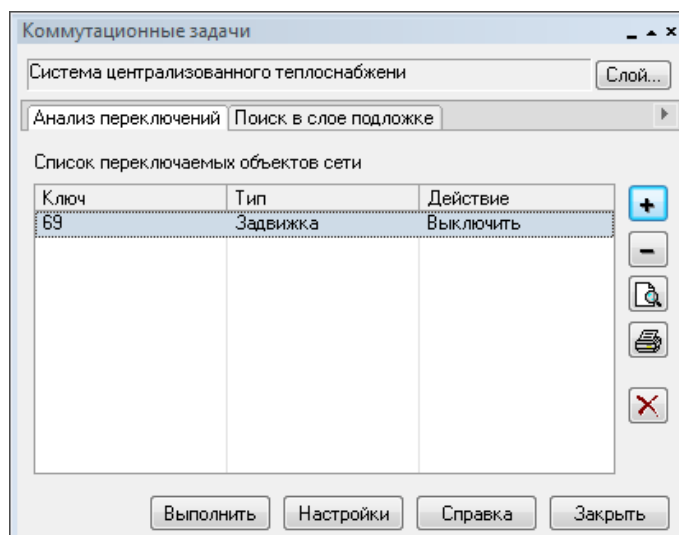 Коммутационные задачи
Система централизованного теплоснабжени
Слой...
Анализ переключений Поиск в слое подложке
Список переключаемых объектов сети
Ключ Тип Действие
69 Задвижка Выключить
Выполнить Настройки Справка Закрыть